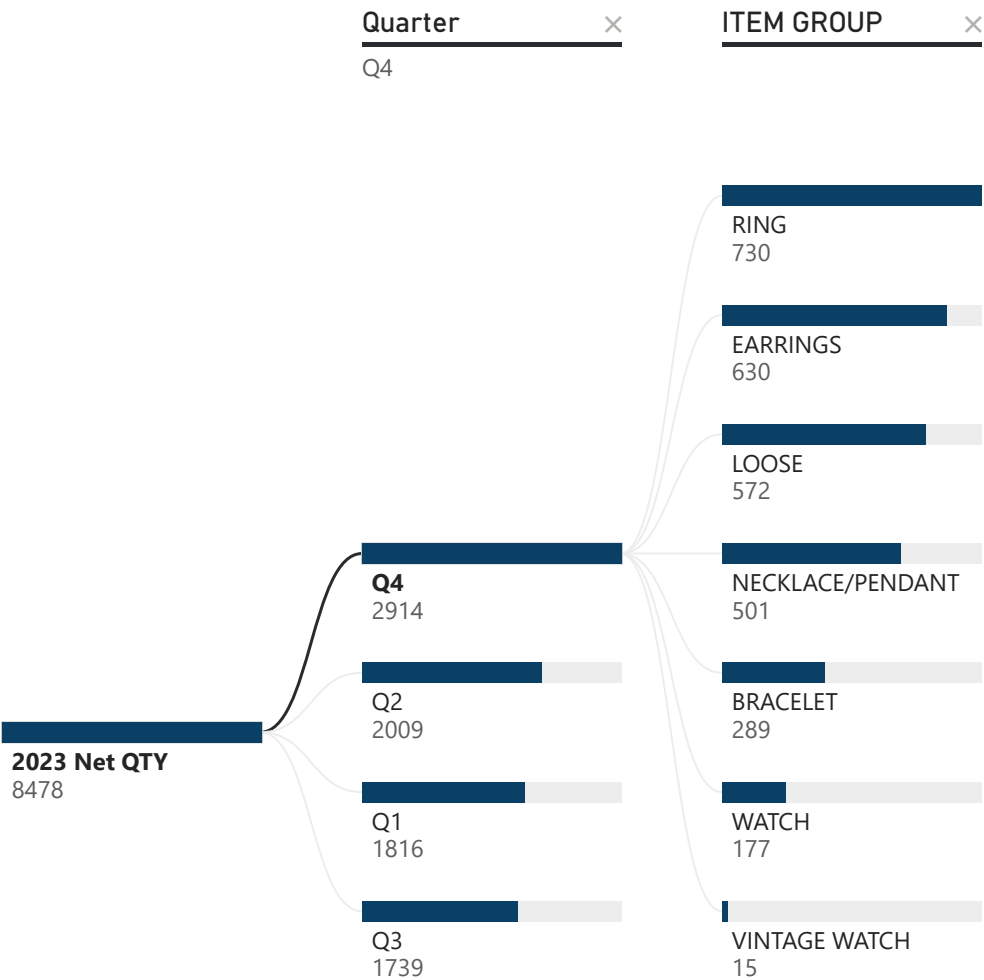 Quarter ×
Q4
ITEM GROUP ×
2023 Net QTY
8478
Q4
2914
Q2
2009
Q1
1816
Q3
1739
RING
730
EARRINGS
630
LOOSE
572
NECKLACE/PENDANT
501
BRACELET
289
WATCH
177
VINTAGE WATCH
15